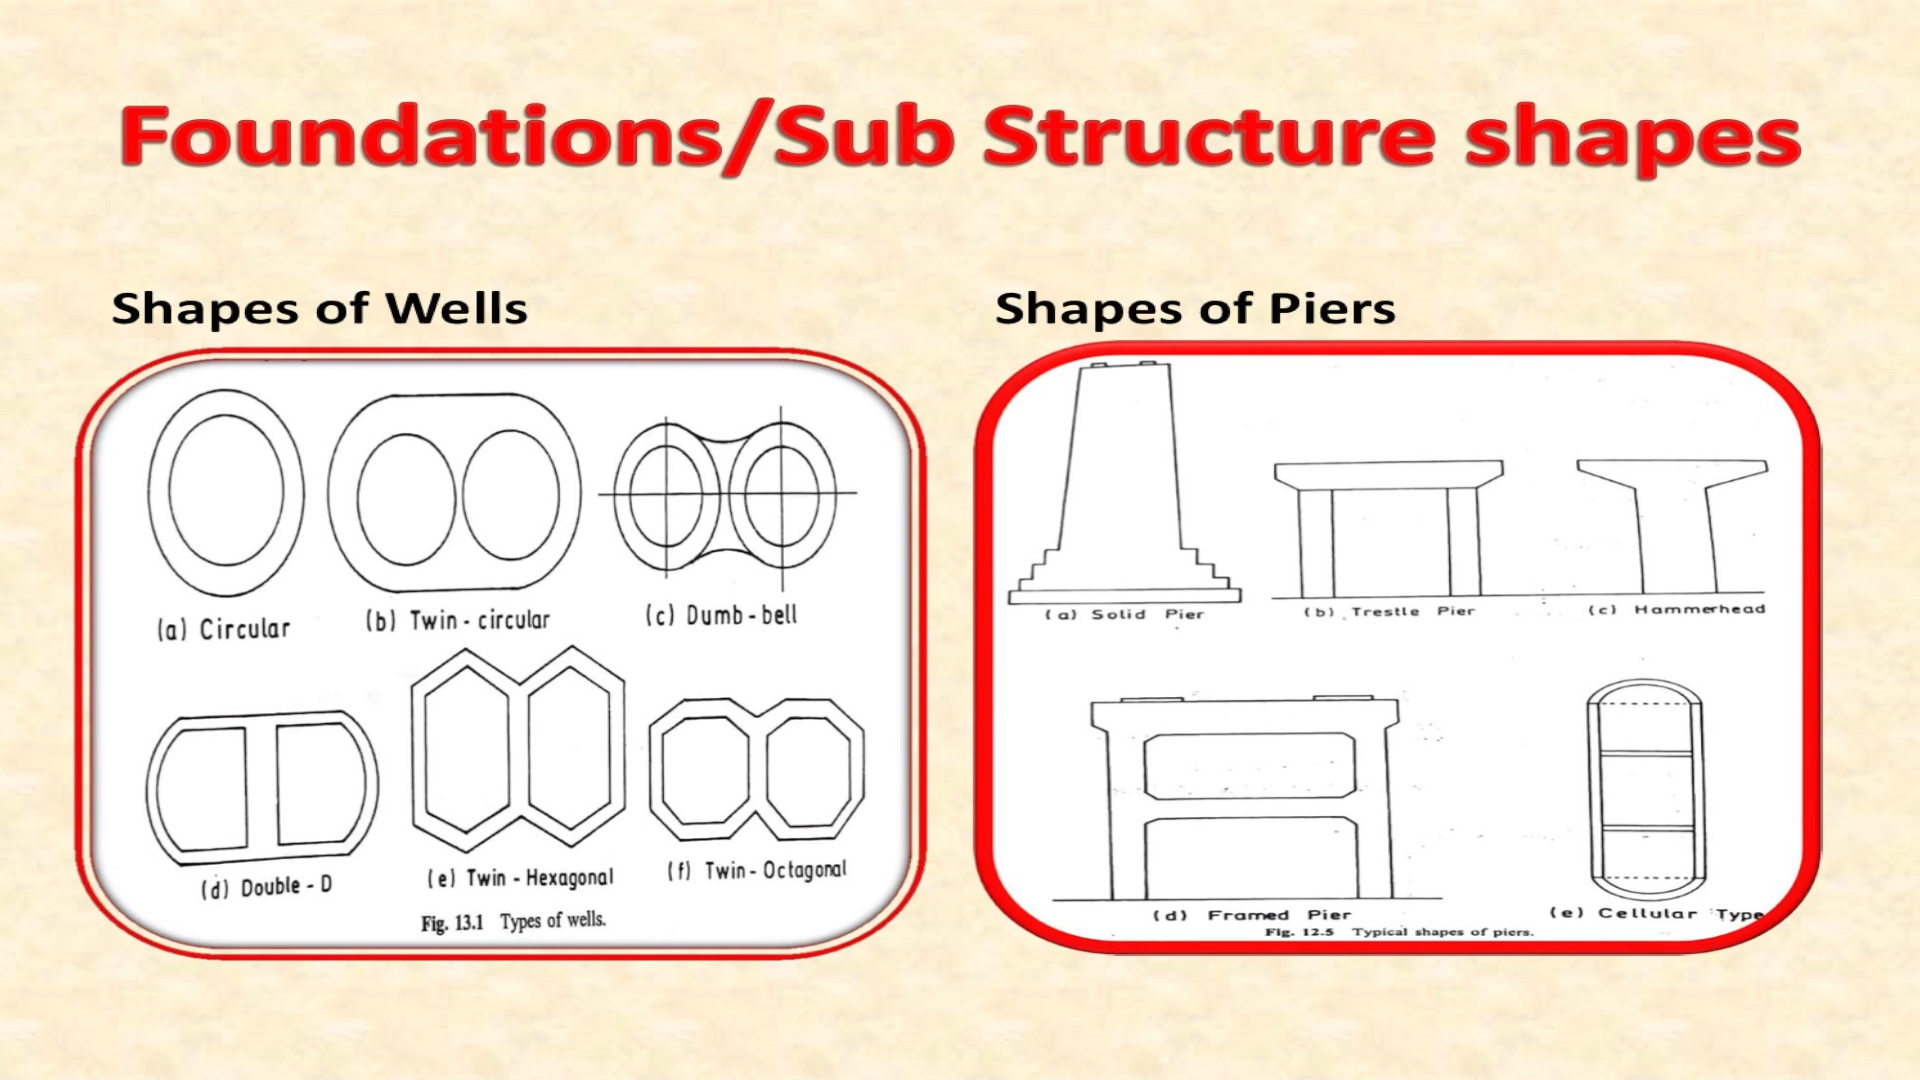 Foundations/Sub Structure shapes
Shapes of Wells
(a) Circular
(b) Twin - circular
(c) Dumb - bell
(d) Double - D
(e) Twin - Hexagonal
(f) Twin - Octagonal
Fig. 13.1 Types of wells.
Shapes of Piers
(a) Solid Pier
(b) Trestle Pier
(c) Hammerhead
(d) Framed Pier
(e) Cellular Type
Fig. 12.5 Typical shapes of piers.